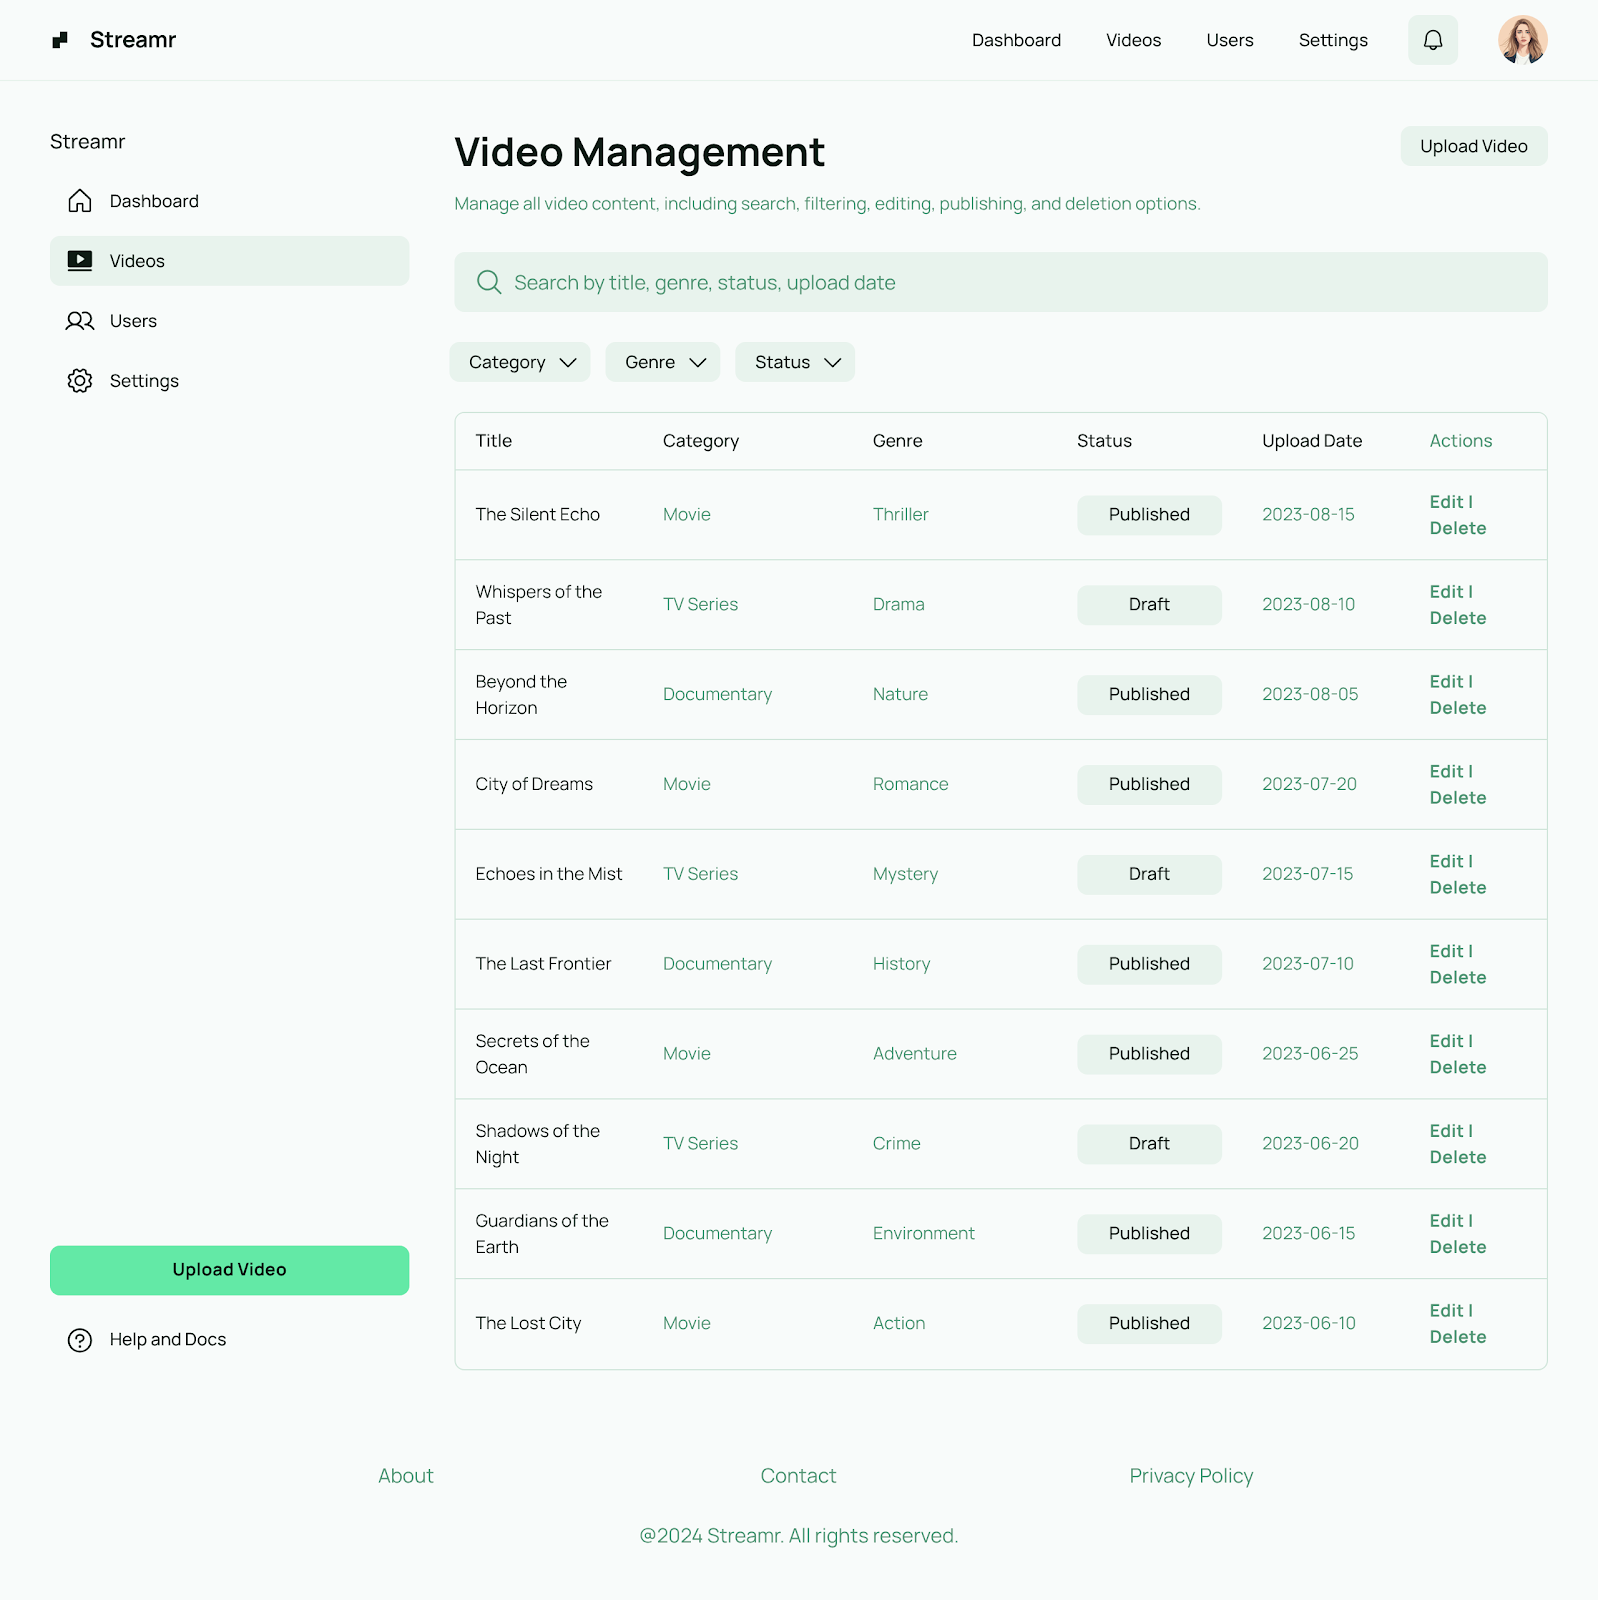 Streamr
Dashboard
Videos
Users
Settings
Streamr
Dashboard
Videos
Users
Settings
Upload Video
Help and Docs
Video Management
Upload Video
Manage all video content, including search, filtering, editing, publishing, and deletion options.
Search by title, genre, status, upload date
Category
Genre
Status
Title Category Genre Status Upload Date Actions
The Silent Echo Movie Thriller Published 2023-08-15 Edit |
Delete
Whispers of the
Past TV Series Drama Draft 2023-08-10 Edit |
Delete
Beyond the
Horizon Documentary Nature Published 2023-08-05 Edit |
Delete
City of Dreams Movie Romance Published 2023-07-20 Edit |
Delete
Echoes in the Mist TV Series Mystery Draft 2023-07-15 Edit |
Delete
The Last Frontier Documentary History Published 2023-07-10 Edit |
Delete
Secrets of the
Ocean Movie Adventure Published 2023-06-25 Edit |
Delete
Shadows of the
Night TV Series Crime Draft 2023-06-20 Edit |
Delete
Guardians of the
Earth Documentary Environment Published 2023-06-15 Edit |
Delete
The Lost City Movie Action Published 2023-06-10 Edit |
Delete
About
Contact
Privacy Policy
@2024 Streamr. All rights reserved.